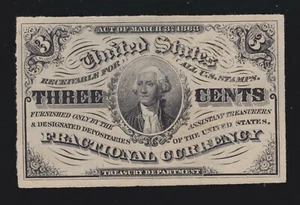 ACT OF MARCH 3, 1863
3 United States 3
RECEIVABLE FOR ALL U.S. STAMPS.
THREE CENTS
FURNISHED ONLY BY THE ASSISTANT TREASURERS
& DESIGNATED DEPOSITARIES OF THE UNITED STATES.
FRACTIONAL CURRENCY
TREASURY DEPARTMENT